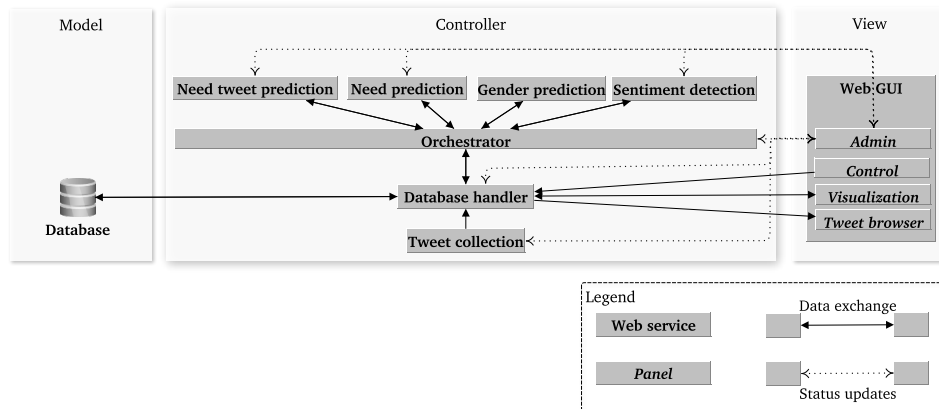 Model
Controller
View
Need tweet prediction
Need prediction
Gender prediction
Sentiment detection
Web GUI
Orchestrator
Admin
Control
Database handler
Visualization
Tweet browser
Database
Tweet collection
Legend
Data exchange
Web service
Panel
Status updates